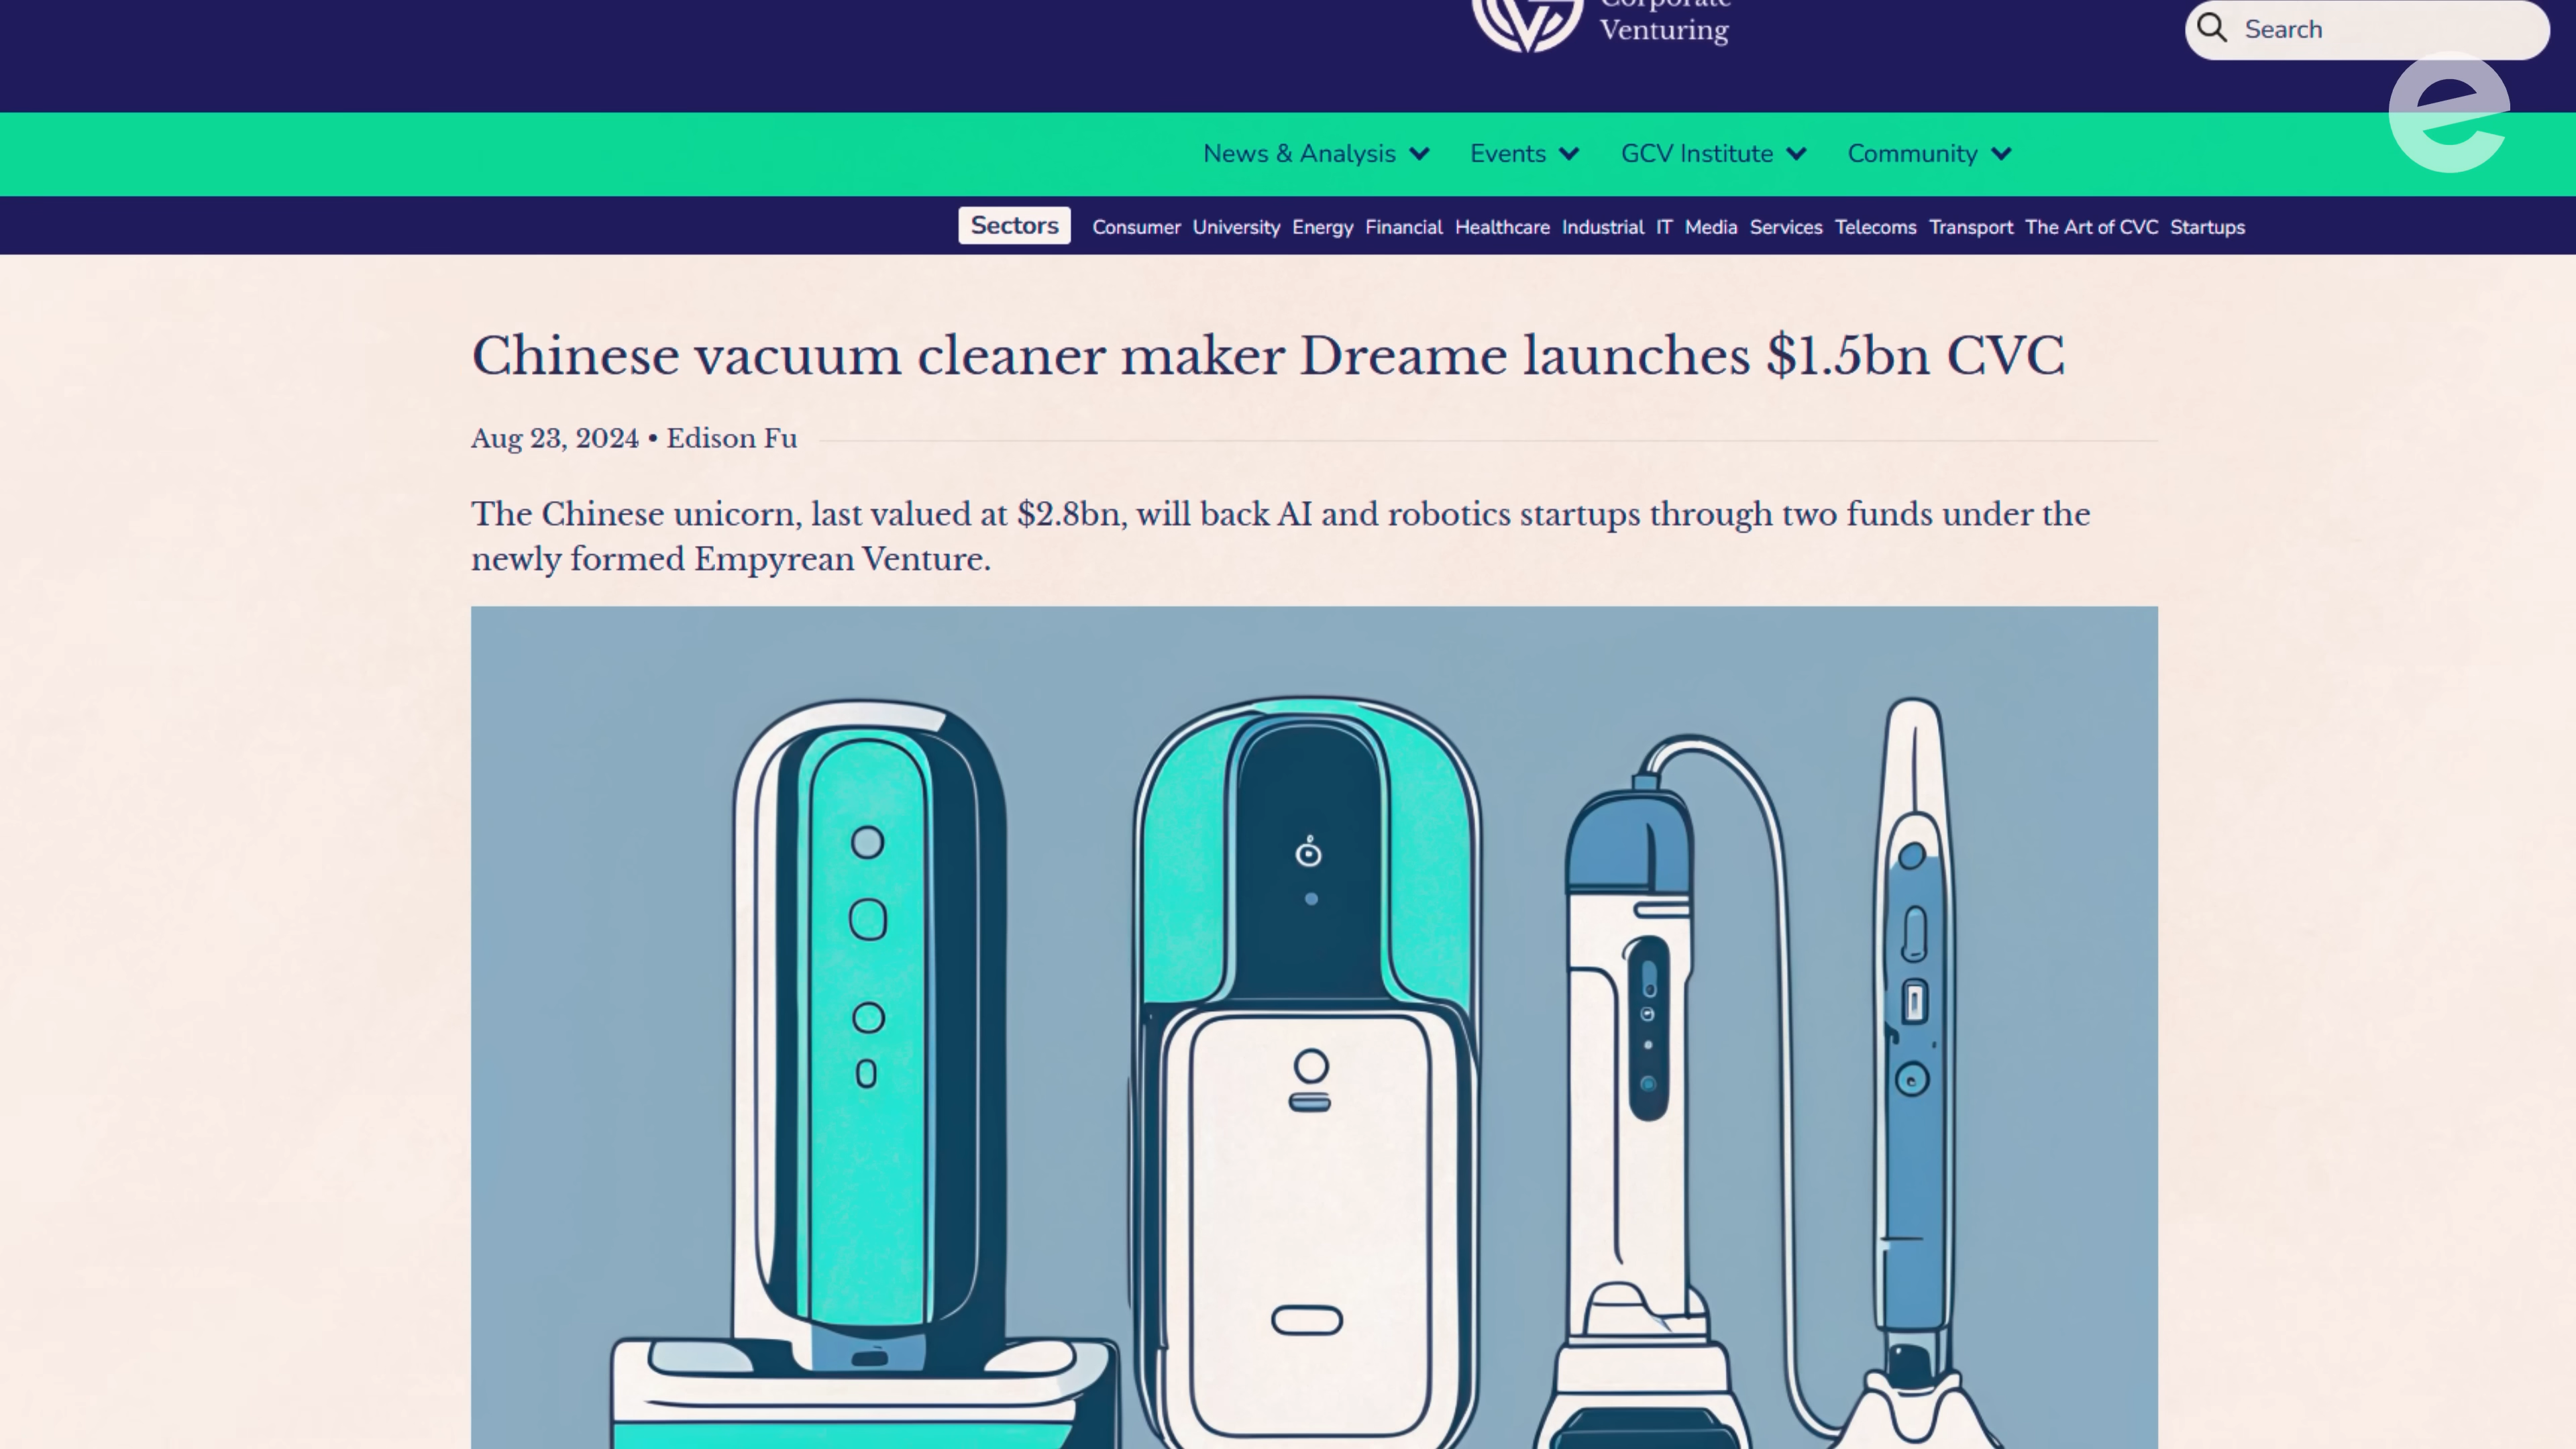 Corporate
Venturing
Search
e
News & Analysis Events GCV Institute Community
Sectors Consumer University Energy Financial Healthcare Industrial IT Media Services Telecoms Transport The Art of CVC Startups
Chinese vacuum cleaner maker Dreame launches $1.5bn CVC
Aug 23, 2024 • Edison Fu
The Chinese unicorn, last valued at $2.8bn, will back AI and robotics startups through two funds under the
newly formed Empyrean Venture.